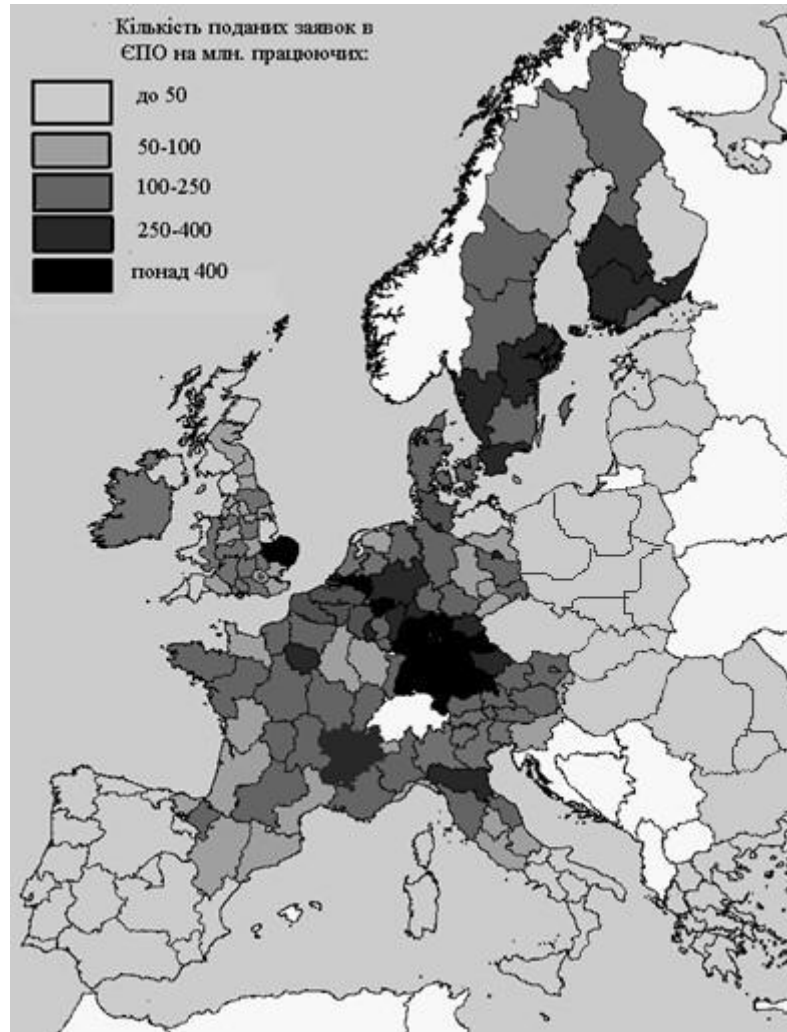 Кількість поданих заявок в
ЄПО на млн. працюючих:
до 50
50-100
100-250
250-400
понад 400